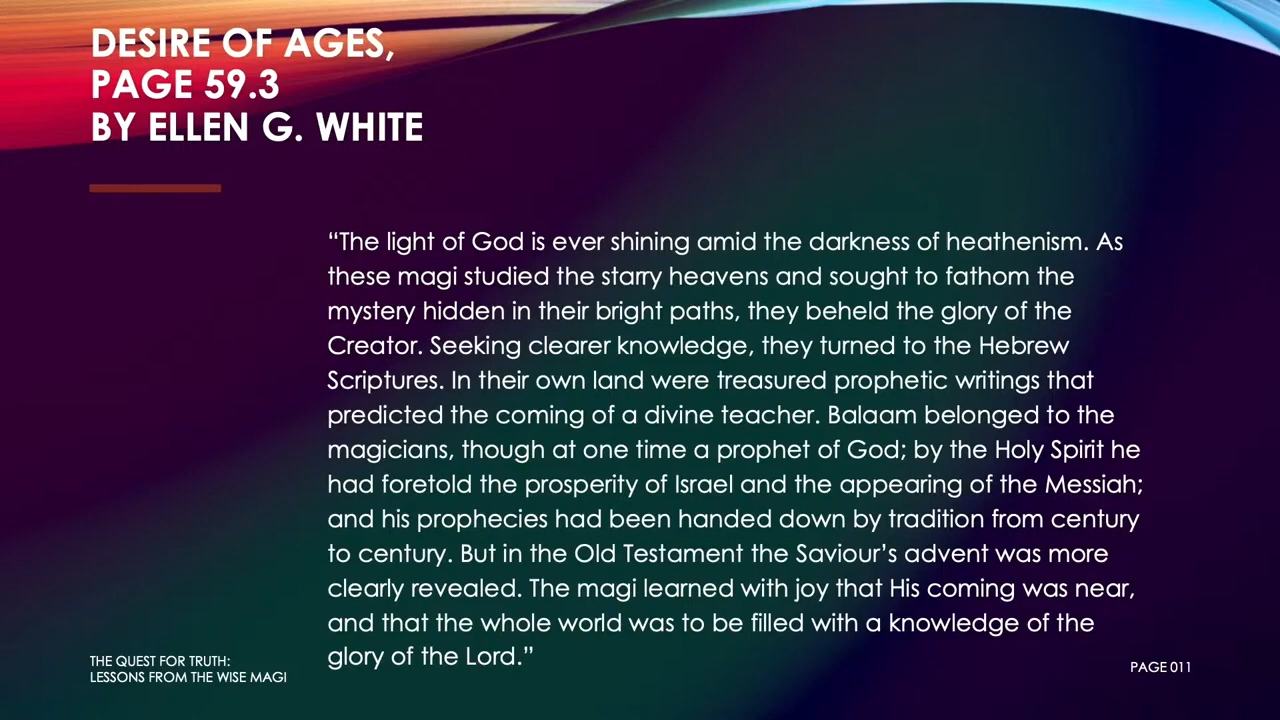 DESIRE OF AGES,
PAGE 59.3
BY ELLEN G. WHITE
“The light of God is ever shining amid the darkness of heathenism. As
these magi studied the starry heavens and sought to fathom the
mystery hidden in their bright paths, they beheld the glory of the
Creator. Seeking clearer knowledge, they turned to the Hebrew
Scriptures. In their own land were treasured prophetic writings that
predicted the coming of a divine teacher. Balaam belonged to the
magicians, though at one time a prophet of God; by the Holy Spirit he
had foretold the prosperity of Israel and the appearing of the Messiah;
and his prophecies had been handed down by tradition from century
to century. But in the Old Testament the Saviour’s advent was more
clearly revealed. The magi learned with joy that His coming was near,
and that the whole world was to be filled with a knowledge of the
glory of the Lord.”
THE QUEST FOR TRUTH:
LESSONS FROM THE WISE MAGI
PAGE 011